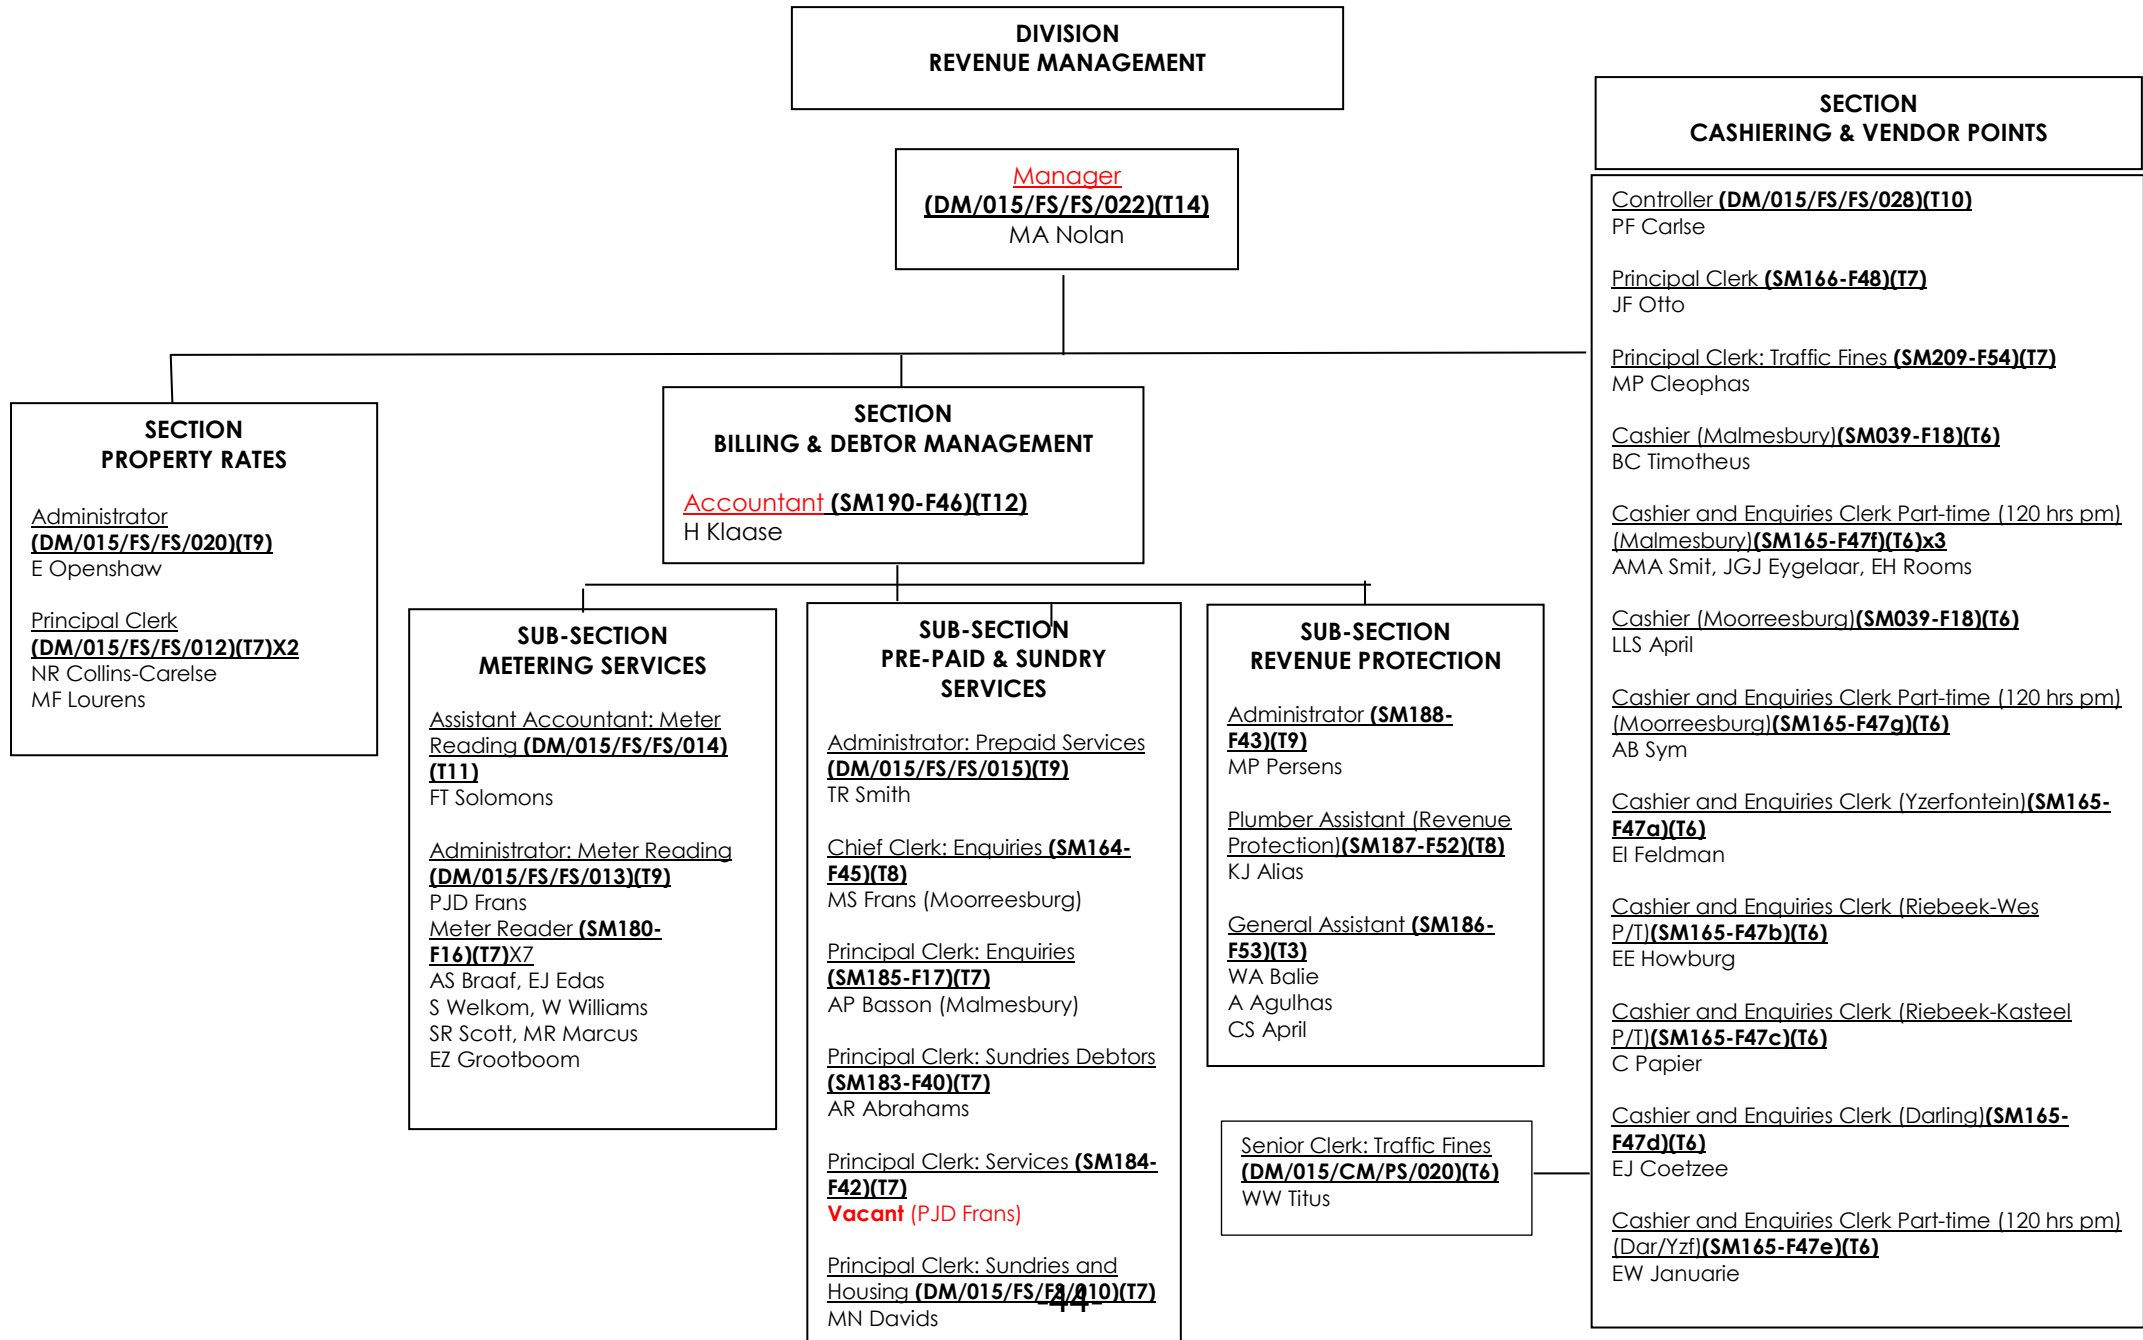 DIVISION
REVENUE MANAGEMENT
Manager
(DM/015/FS/FS/022)(T14)
MA Nolan
SECTION
PROPERTY RATES
Administrator
(DM/015/FS/FS/020)(T9)
E Openshaw
Principal Clerk
(DM/015/FS/FS/012)(T7)X2
NR Collins-Carelse
MF Lourens
SECTION
BILLING & DEBTOR MANAGEMENT
Accountant (SM190-F46)(T12)
H Klaase
SUB-SECTION
METERING SERVICES
Assistant Accountant: Meter
Reading (DM/015/FS/FS/014)
(T11)
FT Solomons
Administrator: Meter Reading
(DM/015/FS/FS/013)(T9)
PJD Frans
Meter Reader (SM180-
F16)(T7)X7
AS Braaf, EJ Edas
S Welkom, W Williams
SR Scott, MR Marcus
EZ Grootboom
SUB-SECTION
PRE-PAID & SUNDRY
SERVICES
Administrator: Prepaid Services
(DM/015/FS/FS/015)(T9)
TR Smith
Chief Clerk: Enquiries (SM164-
F45)(T8)
MS Frans (Moorreesburg)
Principal Clerk: Enquiries
(SM185-F17)(T7)
AP Basson (Malmesbury)
Principal Clerk: Sundries Debtors
(SM183-F40)(T7)
AR Abrahams
Principal Clerk: Services (SM184-
F42)(T7)
Vacant (PJD Frans)
Principal Clerk: Sundries and
Housing (DM/015/FS/FS/010)(T7)
MN Davids
SUB-SECTION
REVENUE PROTECTION
Administrator (SM188-
F43)(T9)
MP Persens
Plumber Assistant (Revenue
Protection)(SM187-F52)(T8)
KJ Alias
General Assistant (SM186-
F53)(T3)
WA Balie
A Agulhas
CS April
Senior Clerk: Traffic Fines
(DM/015/CM/PS/020)(T6)
WW Titus
SECTION
CASHIERING & VENDOR POINTS
Controller (DM/015/FS/FS/028)(T10)
PF Carlse
Principal Clerk (SM166-F48)(T7)
JF Otto
Principal Clerk: Traffic Fines (SM209-F54)(T7)
MP Cleophas
Cashier (Malmesbury)(SM039-F18)(T6)
BC Timotheus
Cashier and Enquiries Clerk Part-time (120 hrs pm)
(Malmesbury)(SM165-F47f)(T6)x3
AMA Smit, JGJ Eygelaar, EH Rooms
Cashier (Moorreesburg)(SM039-F18)(T6)
LLS April
Cashier and Enquiries Clerk Part-time (120 hrs pm)
(Moorreesburg)(SM165-F47g)(T6)
AB Sym
Cashier and Enquiries Clerk (Yzerfontein)(SM165-
F47a)(T6)
EI Feldman
Cashier and Enquiries Clerk (Riebeek-Wes
P/T)(SM165-F47b)(T6)
EE Howburg
Cashier and Enquiries Clerk (Riebeek-Kasteel
P/T)(SM165-F47c)(T6)
C Papier
Cashier and Enquiries Clerk (Darling)(SM165-
F47d)(T6)
EJ Coetzee
Cashier and Enquiries Clerk Part-time (120 hrs pm)
(Dar/Yzf)(SM165-F47e)(T6)
EW Januarie
-44-